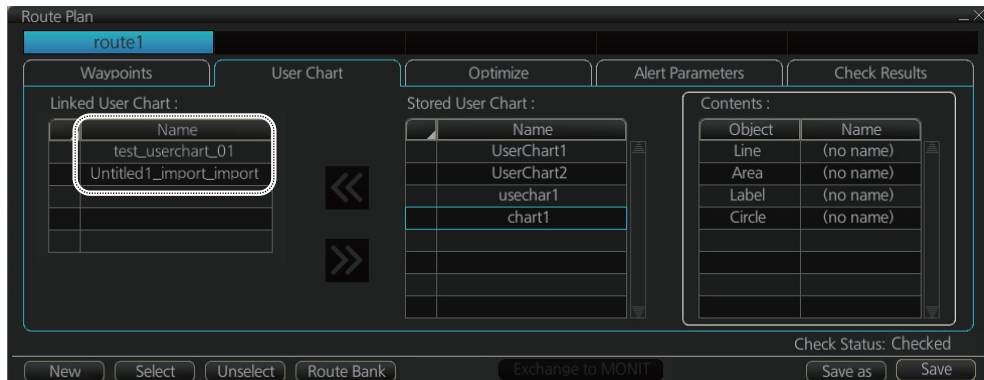 Route Plan
route1
Waypoints User Chart Optimize Alert Parameters Check Results
Linked User Chart : Stored User Chart : Contents :
Name Name Object Name
test_userchart_01 UserChart1 Line (no name)
Untitled1_import_import UserChart2 Area (no name)
usechar1 Label (no name)
chart1 Circle (no name)
Check Status: Checked
New Select Unselect Route Bank Exchange to MONIT Save as Save